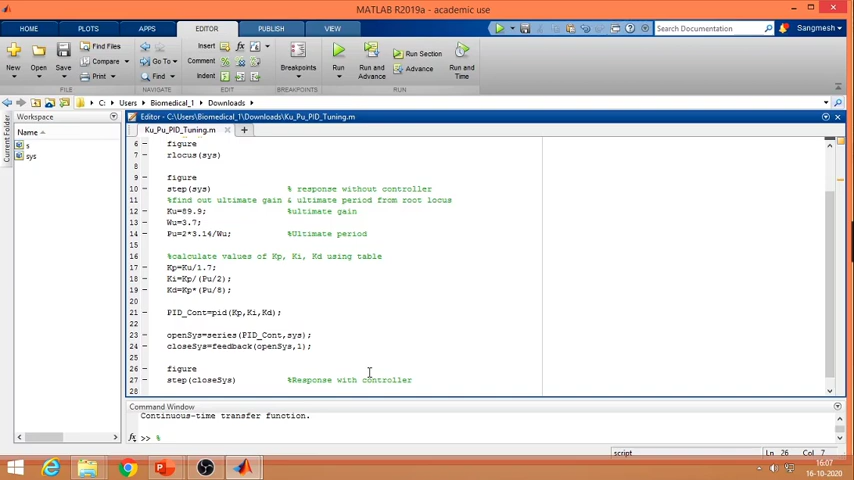 MATLAB R2019a - academic use
HOME PLOTS APPS EDITOR PUBLISH VIEW Search Documentation Sangmesh
New Open Save Find Files Compare Print Go To Find Insert Comment Indent Breakpoints Run Run and Advance Run Section Advance Run and Time
FILE NAVIGATE EDIT BREAKPOINTS RUN
C: Users Biomedical_1 Downloads
Current Folder
Workspace
Name
s
sys
Editor - C:\Users\Biomedical_1\Downloads\Ku_Pu_PID_Tuning.m
Ku_Pu_PID_Tuning.m
6 figure
7 rlocus(sys)
8
9 figure
10 step(sys) % response without controller
11 %find out ultimate gain & ultimate period from root locus
12 Ku=89.9; %ultimate gain
13 Wu=3.7;
14 Pu=2*3.14/Wu; %Ultimate period
15
16 %calculate values of Kp, Ki, Kd using table
17 Kp=Ku/1.7;
18 Ki=Kp/(Pu/2);
19 Kd=Kp*(Pu/8);
20
21 PID_Cont=pid(Kp,Ki,Kd);
22
23 openSys=series(PID_Cont,sys);
24 closeSys=feedback(openSys,1);
25
26 figure
27 step(closeSys) %Response with controller
28
Command Window
Continuous-time transfer function.
fx >> %
script Ln 26 Col 7
16:07
16-10-2020